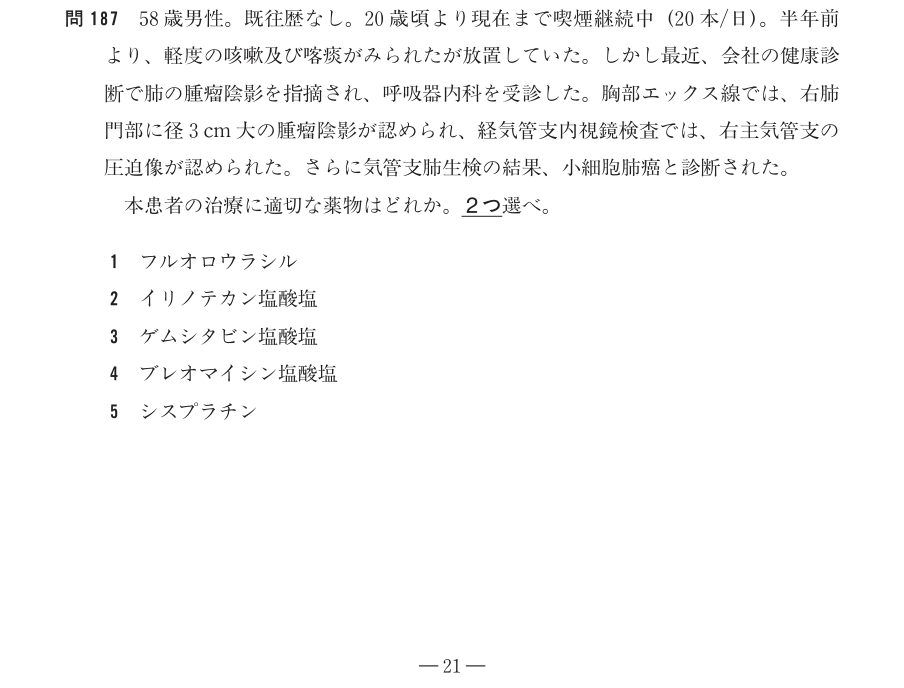 問 187　58 歳男性。既往歴なし。20 歳頃より現在まで喫煙継続中（20 本/日）。半年前
より、軽度の咳嗽及び喀痰がみられたが放置していた。しかし最近、会社の健康診
断で肺の腫瘤陰影を指摘され、呼吸器内科を受診した。胸部エックス線では、右肺
門部に径 3 cm 大の腫瘤陰影が認められ、経気管支内視鏡検査では、右主気管支の
圧迫像が認められた。さらに気管支肺生検の結果、小細胞肺癌と診断された。
本患者の治療に適切な薬物はどれか。2つ選べ。
1　フルオロウラシル
2　イリノテカン塩酸塩
3　ゲムシタビン塩酸塩
4　ブレオマイシン塩酸塩
5　シスプラチン
― 21 ―